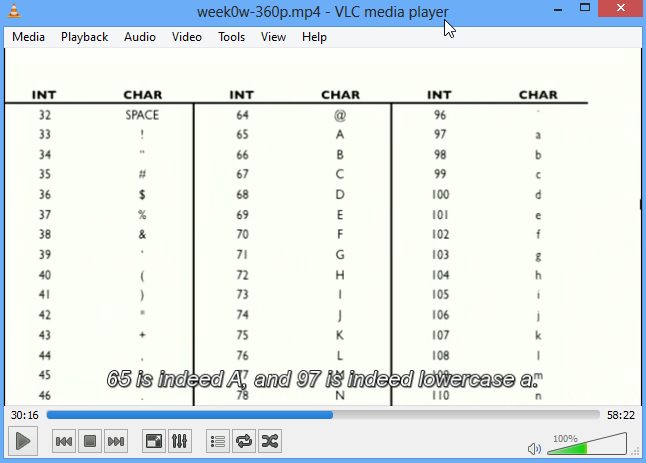 week0w-360p.mp4 - VLC media player
Media Playback Audio Video Tools View Help
INT CHAR INT CHAR INT CHAR
32 SPACE 64 @ 96 `
33 ! 65 A 97 a
34 " 66 B 98 b
35 # 67 C 99 c
36 $ 68 D 100 d
37 % 69 E 101 e
38 & 70 F 102 f
39 ' 71 G 103 g
40 ( 72 H 104 h
41 ) 73 I 105 i
42 * 74 J 106 j
43 + 75 K 107 k
44 , 76 L 108 l
45 77 M 109 m
65 is indeed A, and 97 is indeed lowercase a.
46 . 78 N 110 n
30:16 58:22
100%